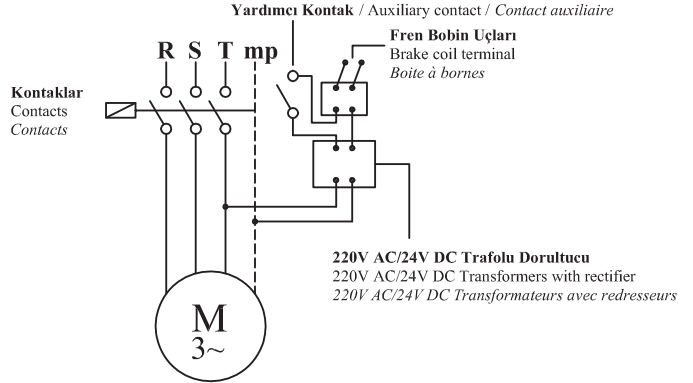 Yardımcı Kontak / Auxiliary contact / Contact auxiliaire
Fren Bobin Uçları
Brake coil terminal
Boite à bornes
R S T mp
Kontaklar
Contacts
Contacts
220V AC/24V DC Trafolu Dorultucu
220V AC/24V DC Transformers with rectifier
220V AC/24V DC Transformateurs avec redresseurs
M
3~